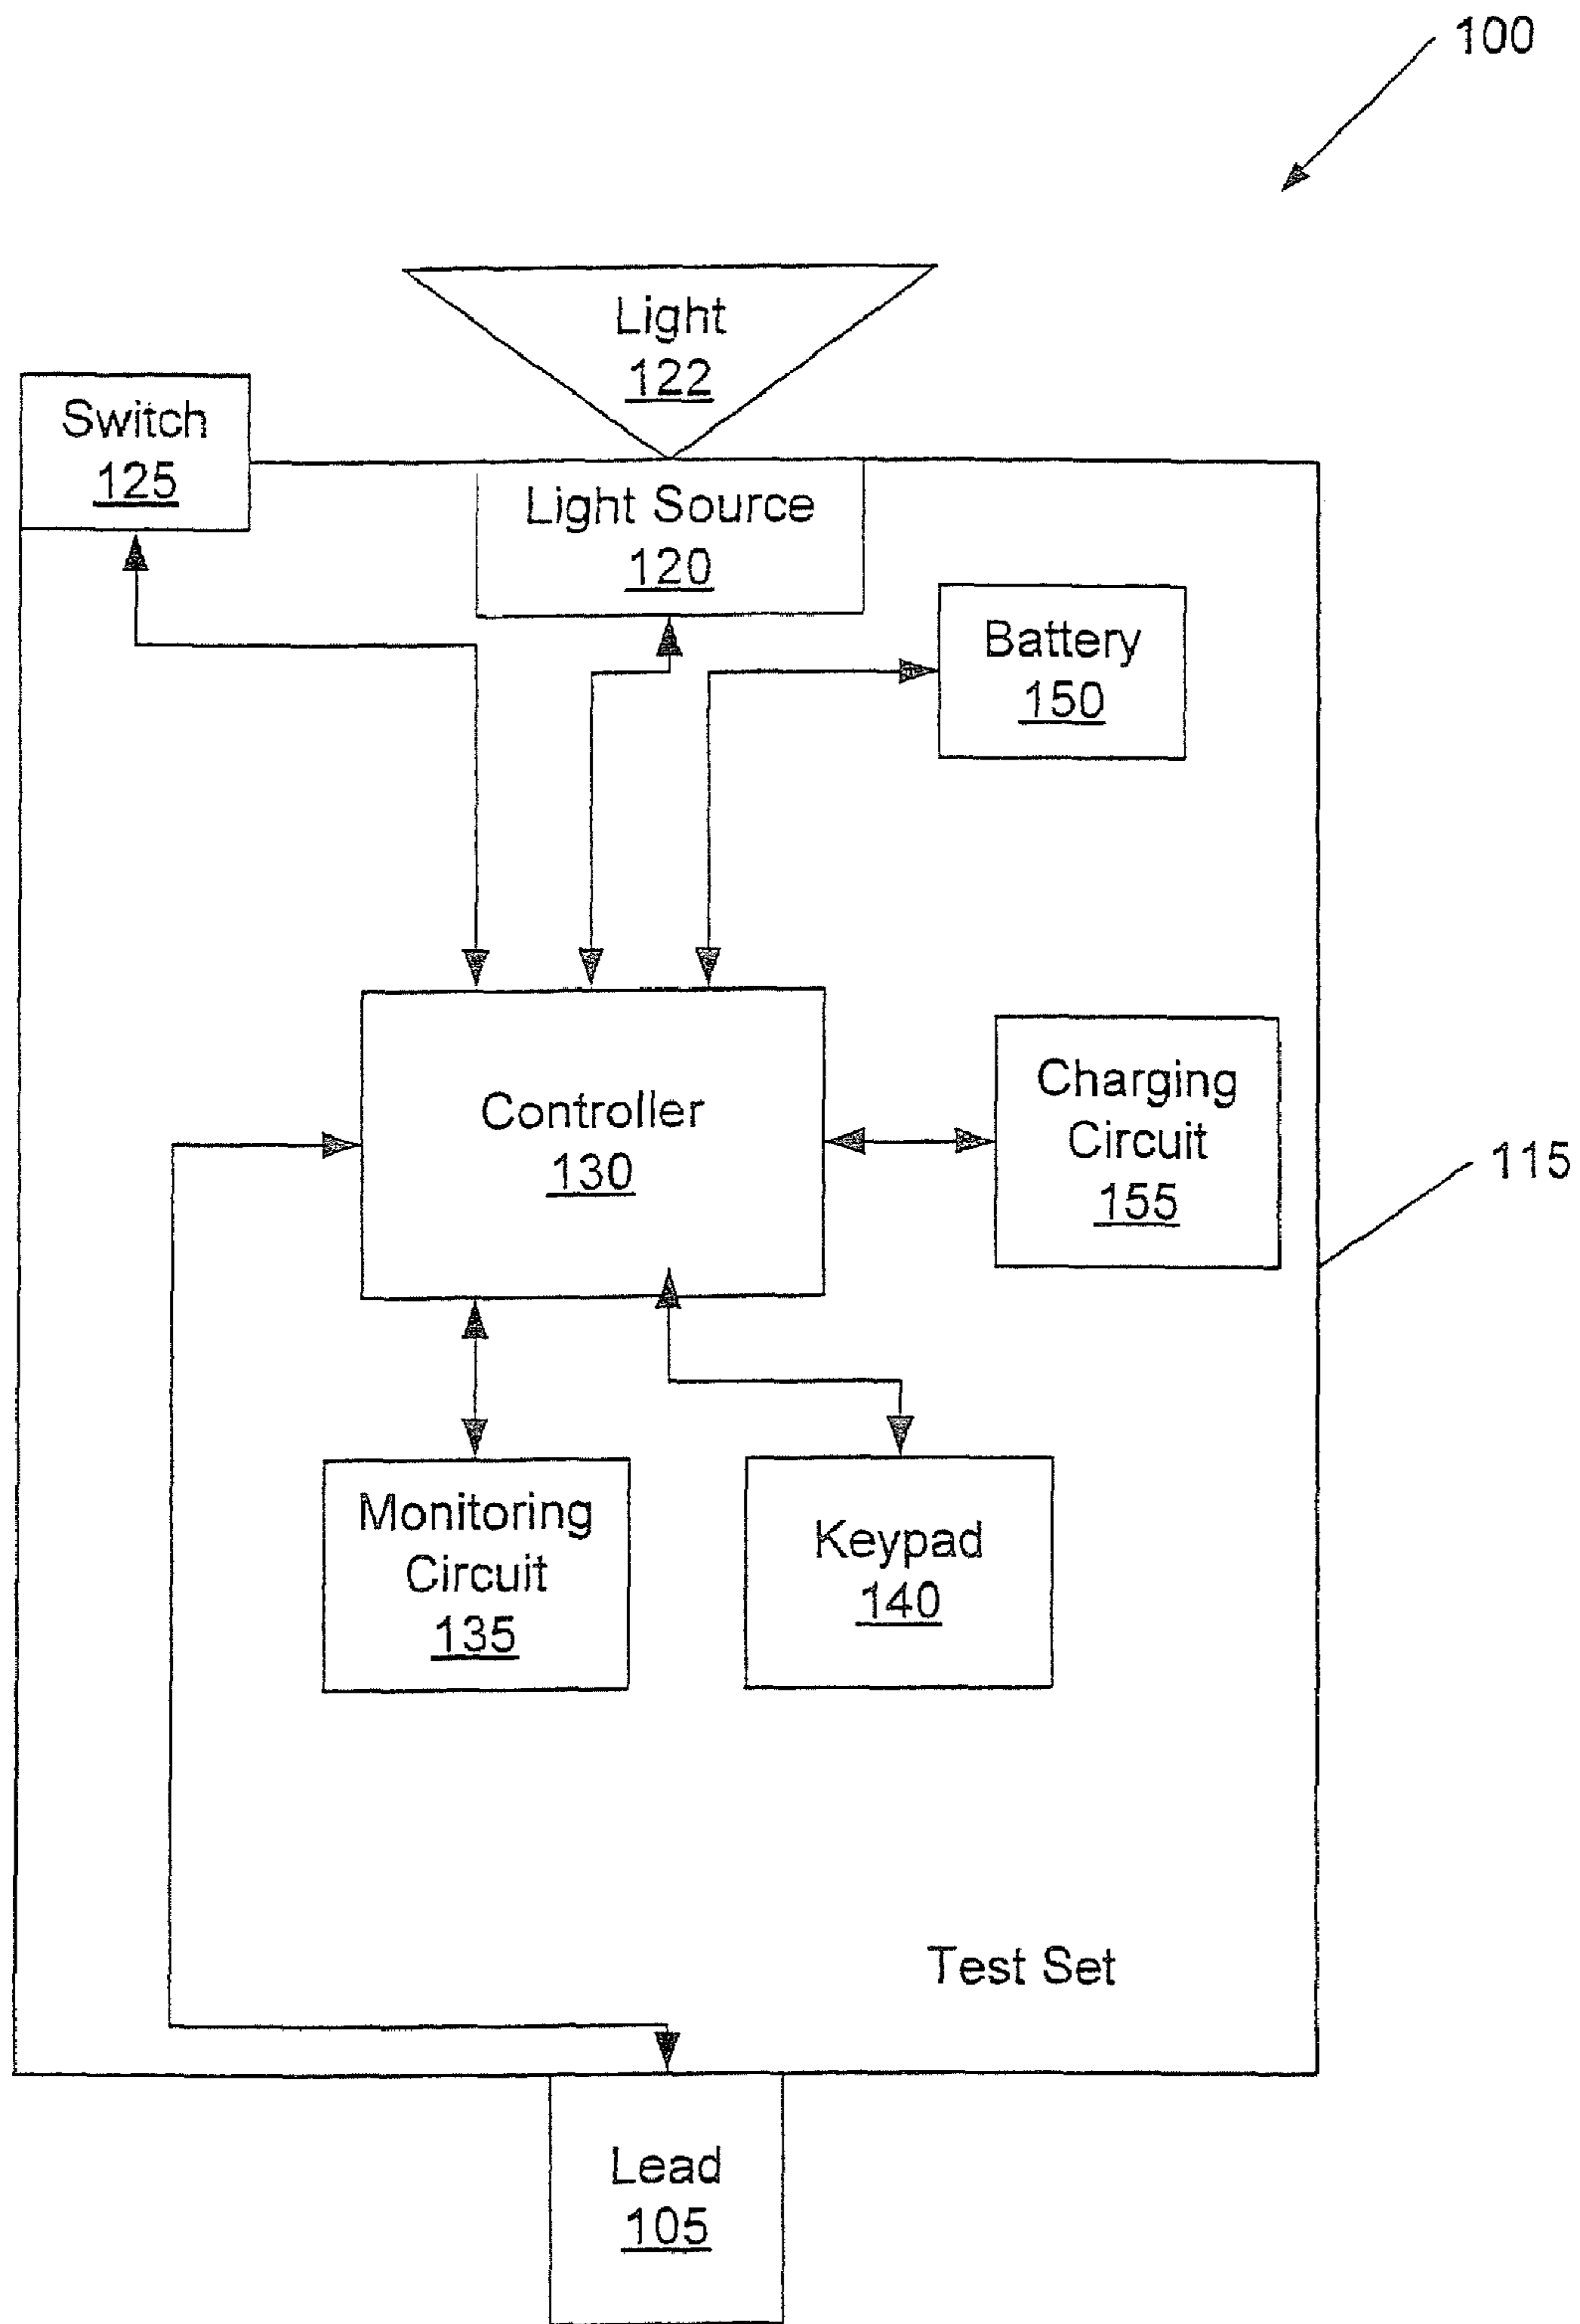 100
Light
122
Switch
125
Light Source
120
Battery
150
Controller
130
Charging
Circuit
155
115
Monitoring
Circuit
135
Keypad
140
Test Set
Lead
105